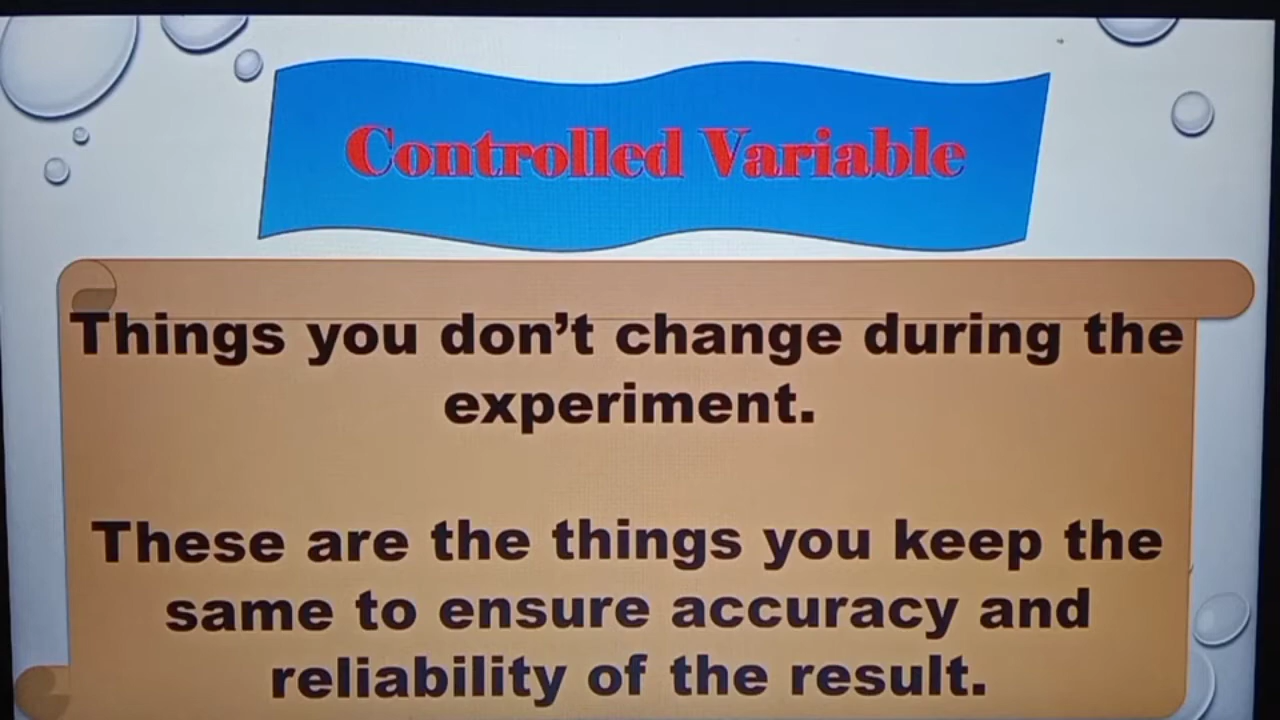 Controlled Variable
Things you don't change during the
experiment.
These are the things you keep the
same to ensure accuracy and
reliability of the result.